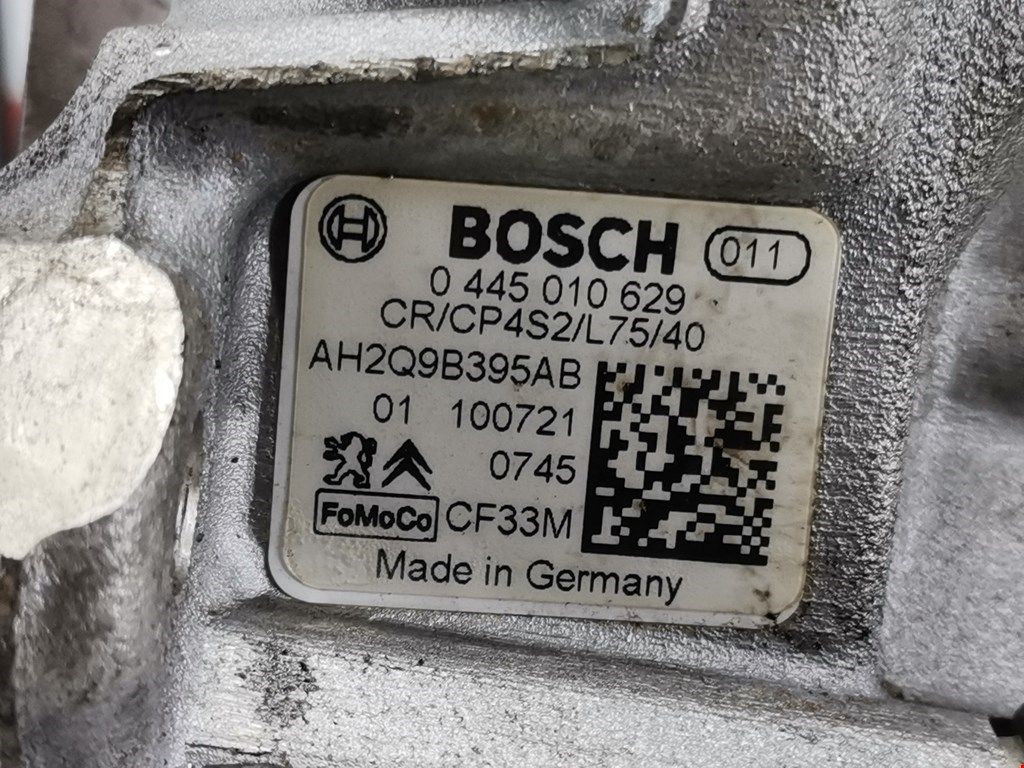 BOSCH 011
0 445 010 629
CR/CP4S2/L75/40
AH2Q9B395AB
01 100721
0745
FoMoCo CF33M
Made in Germany